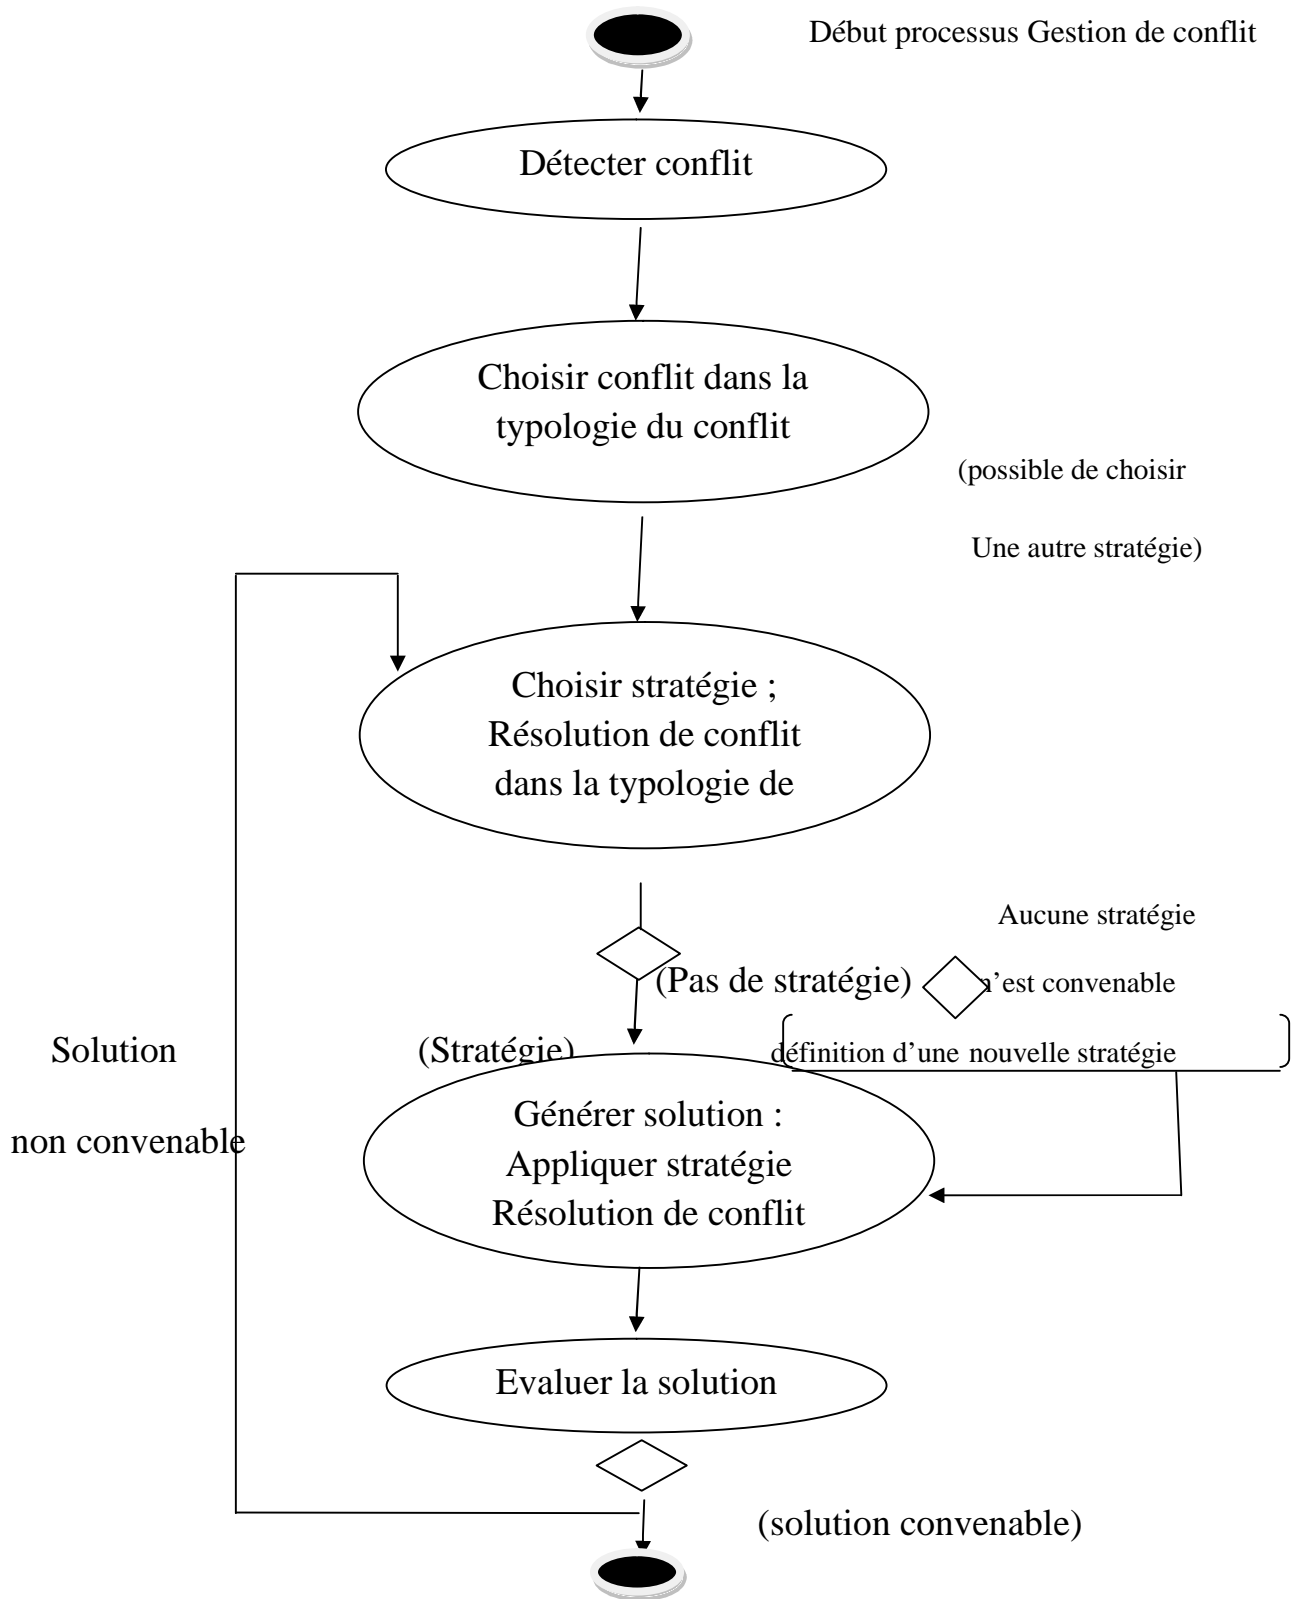 Début processus Gestion de conflit
Détecter conflit
Choisir conflit dans la
typologie du conflit
(possible de choisir
Une autre stratégie)
Choisir stratégie ;
Résolution de conflit
dans la typologie de
Aucune stratégie
(Pas de stratégie)
n'est convenable
Solution
(Stratégie)
définition d'une nouvelle stratégie
non convenable
Générer solution :
Appliquer stratégie
Résolution de conflit
Evaluer la solution
(solution convenable)